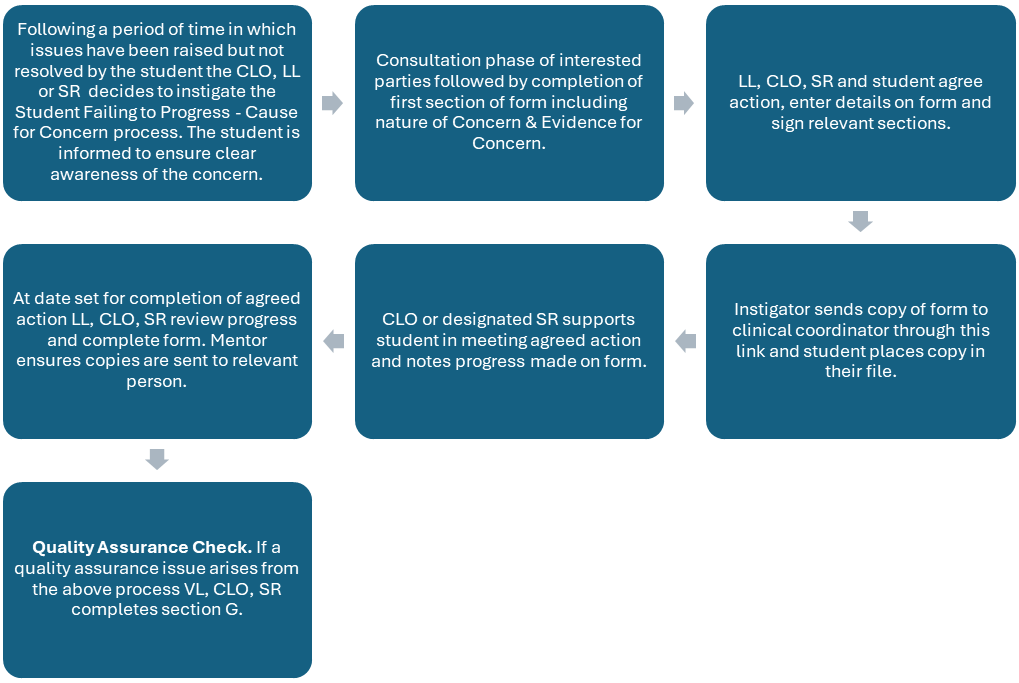 Following a period of time in which
issues have been raised but not
resolved by the student the CLO, LL
or SR decides to instigate the
Student Failing to Progress - Cause
for Concern process. The student is
informed to ensure clear
awareness of the concern.
Consultation phase of interested
parties followed by completion of
first section of form including
nature of Concern & Evidence for
Concern.
LL, CLO, SR and student agree
action, enter details on form and
sign relevant sections.
Instigator sends copy of form to
clinical coordinator through this
link and student places copy in
their file.
CLO or designated SR supports
student in meeting agreed action
and notes progress made on form.
At date set for completion of agreed
action LL, CLO, SR review progress
and complete form. Mentor
ensures copies are sent to relevant
person.
Quality Assurance Check. If a
quality assurance issue arises from
the above process VL, CLO, SR
completes section G.